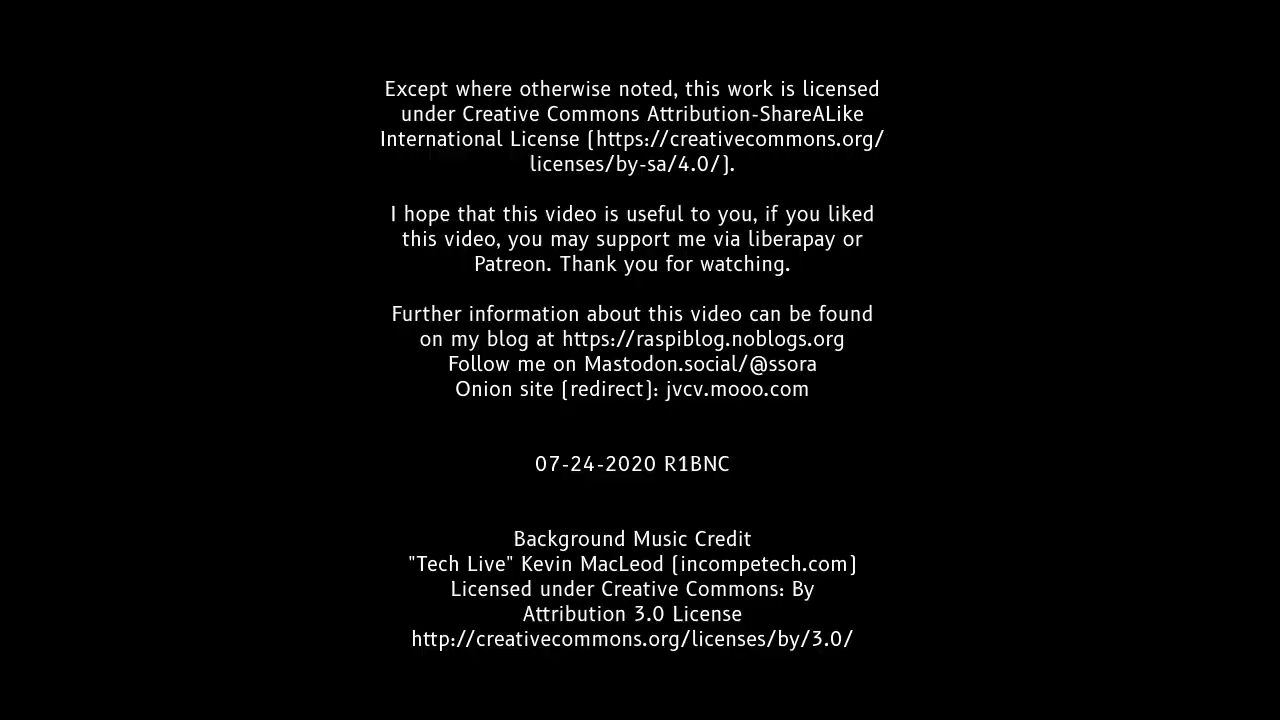 Except where otherwise noted, this work is licensed
under Creative Commons Attribution-ShareALike
International License (https://creativecommons.org/
licenses/by-sa/4.0/).
I hope that this video is useful to you, if you liked
this video, you may support me via liberapay or
Patreon. Thank you for watching.
Further information about this video can be found
on my blog at https://raspiblog.noblogs.org
Follow me on Mastodon.social/@ssora
Onion site (redirect): jvcv.mooo.com
07-24-2020 R1BNC
Background Music Credit
"Tech Live" Kevin MacLeod (incompetech.com)
Licensed under Creative Commons: By
Attribution 3.0 License
http://creativecommons.org/licenses/by/3.0/